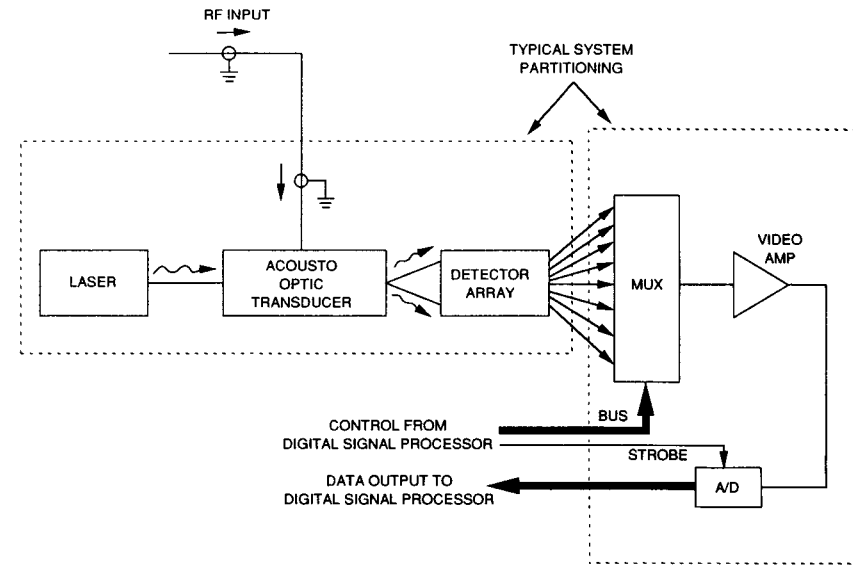 RF INPUT
TYPICAL SYSTEM
PARTITIONING
LASER
ACOUSTO
OPTIC
TRANSDUCER
DETECTOR
ARRAY
MUX
VIDEO
AMP
BUS
CONTROL FROM
DIGITAL SIGNAL PROCESSOR
STROBE
DATA OUTPUT TO
DIGITAL SIGNAL PROCESSOR
A/D